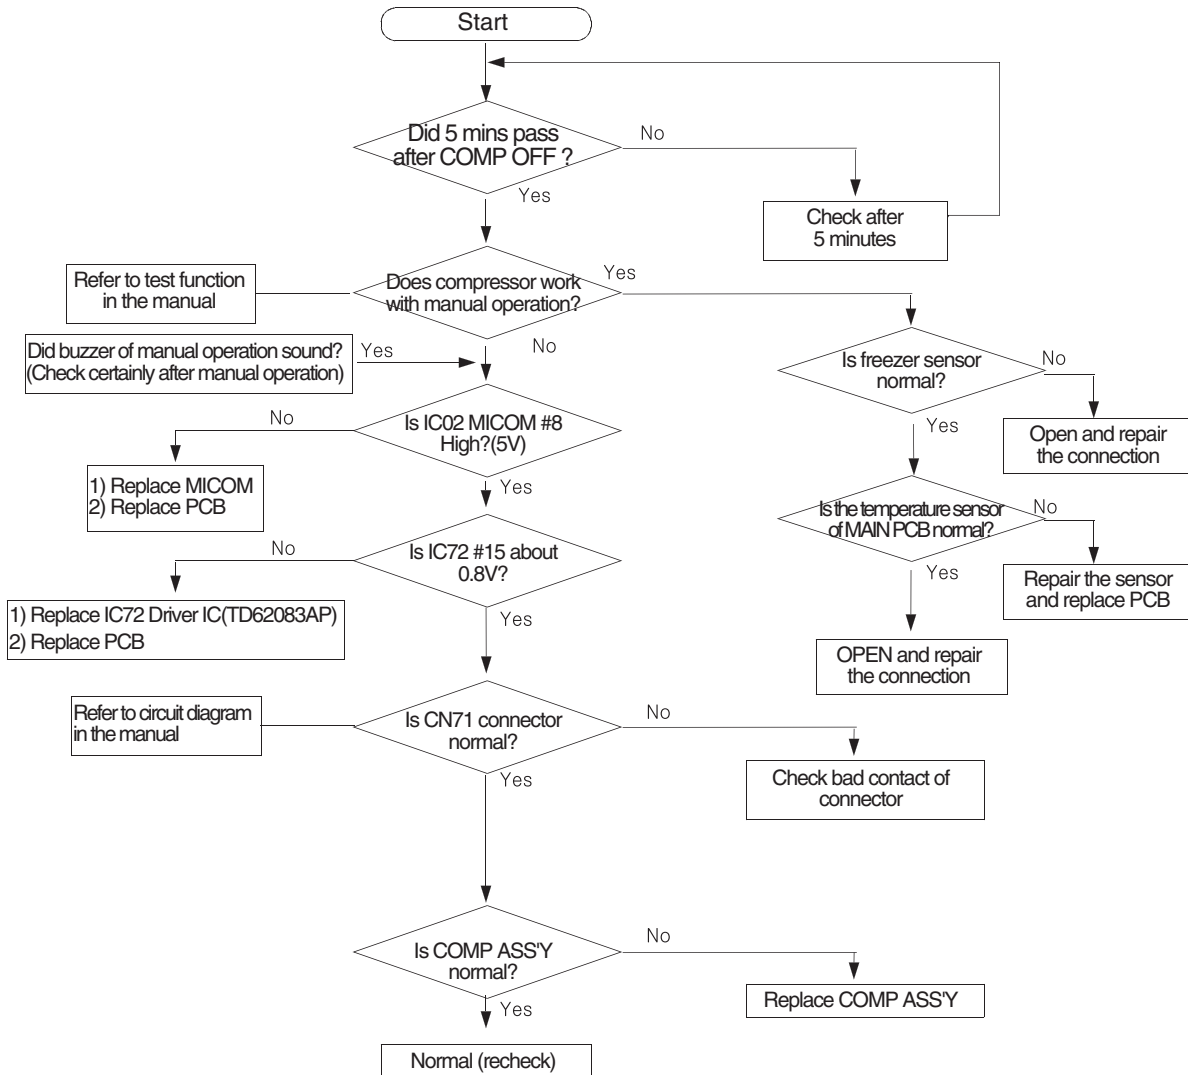 Start
Did 5 mins pass
after COMP OFF ?
No
Yes
Check after
5 minutes
Refer to test function
in the manual
Does compressor work
with manual operation?
Yes
No
Did buzzer of manual operation sound?
(Check certainly after manual operation)
Yes
Is freezer sensor
normal?
No
Yes
Open and repair
the connection
Is IC02 MICOM #8
High?(5V)
No
Yes
1) Replace MICOM
2) Replace PCB
Is the temperature sensor
of MAIN PCB normal?
No
Yes
Repair the sensor
and replace PCB
OPEN and repair
the connection
Is IC72 #15 about
0.8V?
No
Yes
1) Replace IC72 Driver IC(TD62083AP)
2) Replace PCB
Refer to circuit diagram
in the manual
Is CN71 connector
normal?
No
Yes
Check bad contact of
connector
Is COMP ASS'Y
normal?
No
Yes
Replace COMP ASS'Y
Normal (recheck)